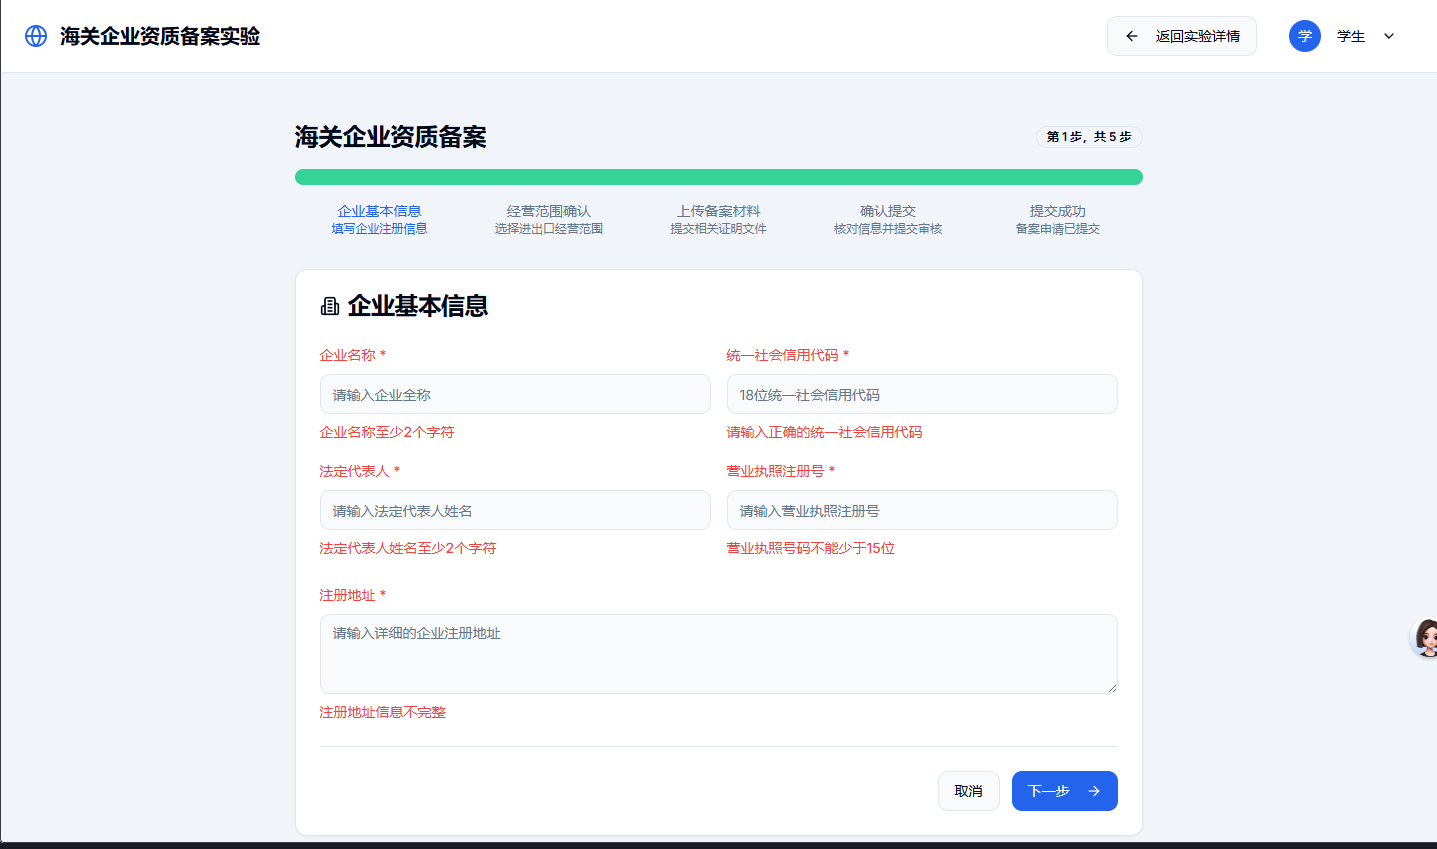 海关企业资质备案实验
返回实验详情
学
学生
海关企业资质备案
第 1 步，共 5 步
企业基本信息
填写企业注册信息
经营范围确认
选择进出口经营范围
上传备案材料
提交相关证明文件
确认提交
核对信息并提交审核
提交成功
备案申请已提交
企业基本信息
企业名称 *
统一社会信用代码 *
请输入企业全称
18位统一社会信用代码
企业名称至少2个字符
请输入正确的统一社会信用代码
法定代表人 *
营业执照注册号 *
请输入法定代表人姓名
请输入营业执照注册号
法定代表人姓名至少2个字符
营业执照号码不能少于15位
注册地址 *
请输入详细的企业注册地址
注册地址信息不完整
取消
下一步